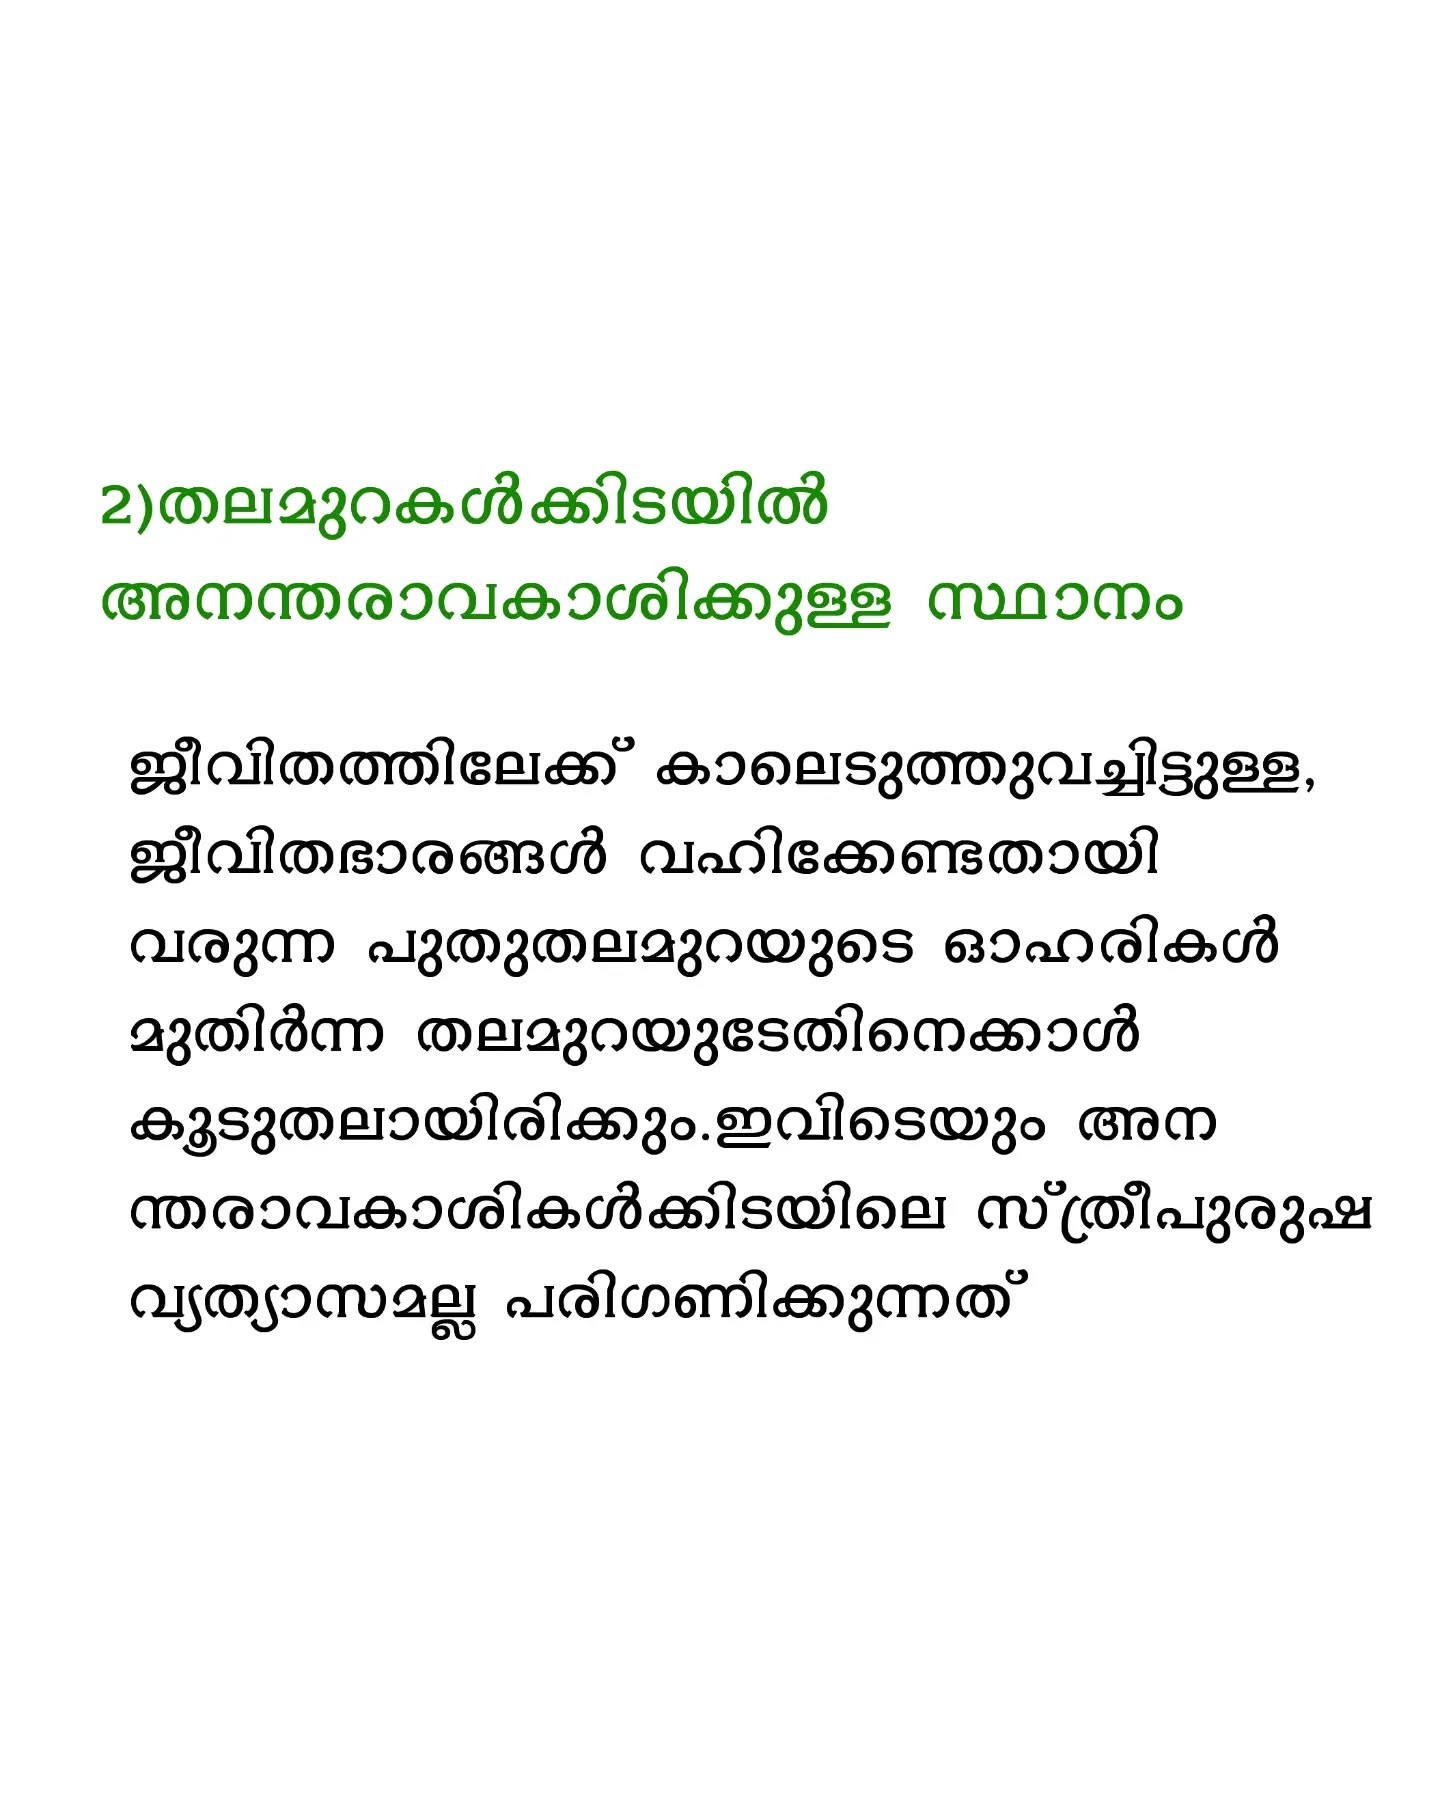 2)തലമുറകൾക്കിടയിൽ
അനന്തരാവകാശിക്കുള്ള സ്ഥാനം
ജീവിതത്തിലേക്ക് കാലെടുത്തുവച്ചിട്ടുള്ള,
ജീവിതഭാരങ്ങൾ വഹിക്കേണ്ടതായി
വരുന്ന പുതുതലമുറയുടെ ഓഹരികൾ
മുതിർന്ന തലമുറയുടേതിനെക്കാൾ
കൂടുതലായിരിക്കും.ഇവിടെയും അന
ന്തരാവകാശികൾക്കിടയിലെ സ്ത്രീപുരുഷ
വ്യത്യാസമല്ല പരിഗണിക്കുന്നത്